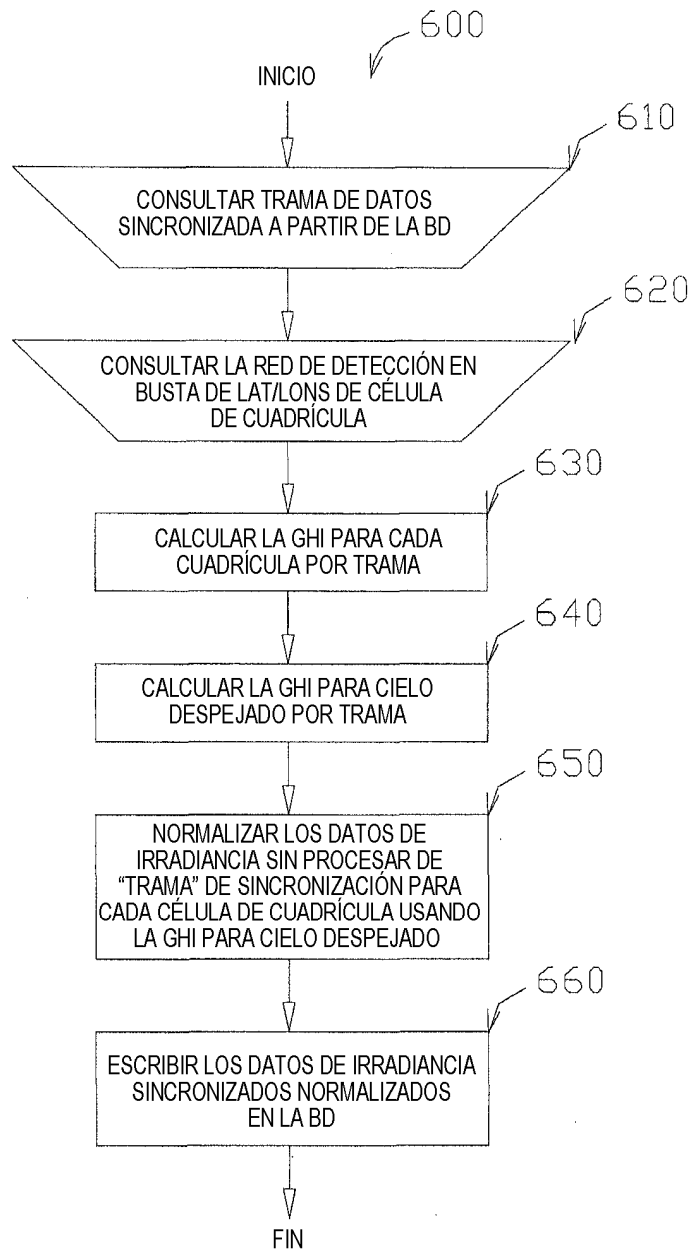 600
INICIO
610
CONSULTAR TRAMA DE DATOS
SINCRONIZADA A PARTIR DE LA BD
620
CONSULTAR LA RED DE DETECCIÓN EN
BUSTA DE LAT/LONS DE CÉLULA
DE CUADRÍCULA
630
CALCULAR LA GHI PARA CADA
CUADRÍCULA POR TRAMA
640
CALCULAR LA GHI PARA CIELO
DESPEJADO POR TRAMA
650
NORMALIZAR LOS DATOS DE
IRRADIANCIA SIN PROCESAR DE
“TRAMA” DE SINCRONIZACIÓN PARA
CADA CÉLULA DE CUADRÍCULA USANDO
LA GHI PARA CIELO DESPEJADO
660
ESCRIBIR LOS DATOS DE IRRADIANCIA
SINCRONIZADOS NORMALIZADOS
EN LA BD
FIN